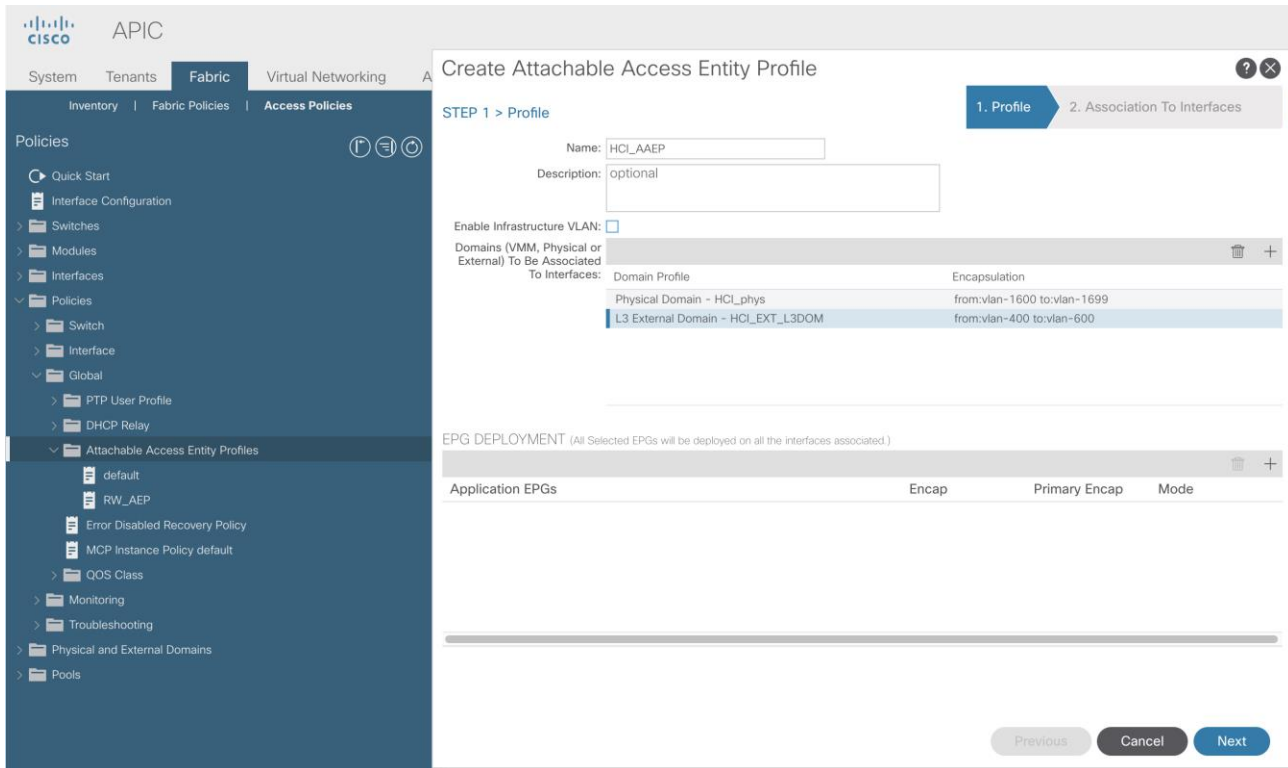 CISCO
APIC
System Tenants Fabric Virtual Networking A
Inventory | Fabric Policies | Access Policies
Policies
Quick Start
Interface Configuration
Switches
Modules
Interfaces
Policies
Switch
Interface
Global
PTP User Profile
DHCP Relay
Attachable Access Entity Profiles
default
RW_AEP
Error Disabled Recovery Policy
MCP Instance Policy default
QOS Class
Monitoring
Troubleshooting
Physical and External Domains
Pools
Create Attachable Access Entity Profile
STEP 1 > Profile
1. Profile 2. Association To Interfaces
Name: HCI_AAEP
Description: optional
Enable Infrastructure VLAN:
Domains (VMM, Physical or
External) To Be Associated
To Interfaces:
Domain Profile Encapsulation
Physical Domain - HCI_phys from:vlan-1600 to:vlan-1699
L3 External Domain - HCI_EXT_L3DOM from:vlan-400 to:vlan-600
EPG DEPLOYMENT (All Selected EPGs will be deployed on all the interfaces associated.)
Application EPGs Encap Primary Encap Mode
Previous Cancel Next